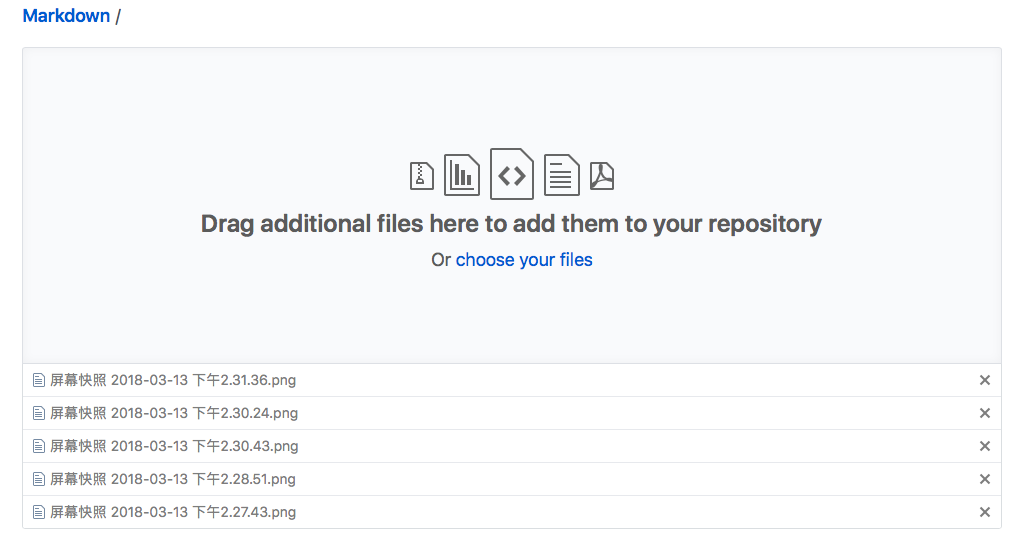 Markdown /
Drag additional files here to add them to your repository
Or choose your files
屏幕快照 2018-03-13 下午2.31.36.png
屏幕快照 2018-03-13 下午2.30.24.png
屏幕快照 2018-03-13 下午2.30.43.png
屏幕快照 2018-03-13 下午2.28.51.png
屏幕快照 2018-03-13 下午2.27.43.png